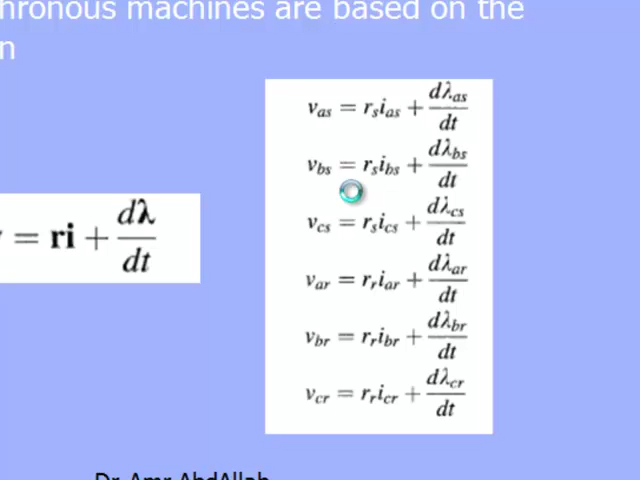 hronous machines are based on the
n
v_as = r_s i_as + dλ_as/dt
v_bs = r_s i_bs + dλ_bs/dt
v_cs = r_s i_cs + dλ_cs/dt
= ri + dλ/dt
v_ar = r_r i_ar + dλ_ar/dt
v_br = r_r i_br + dλ_br/dt
v_cr = r_r i_cr + dλ_cr/dt
Dr Amr AbdAllah